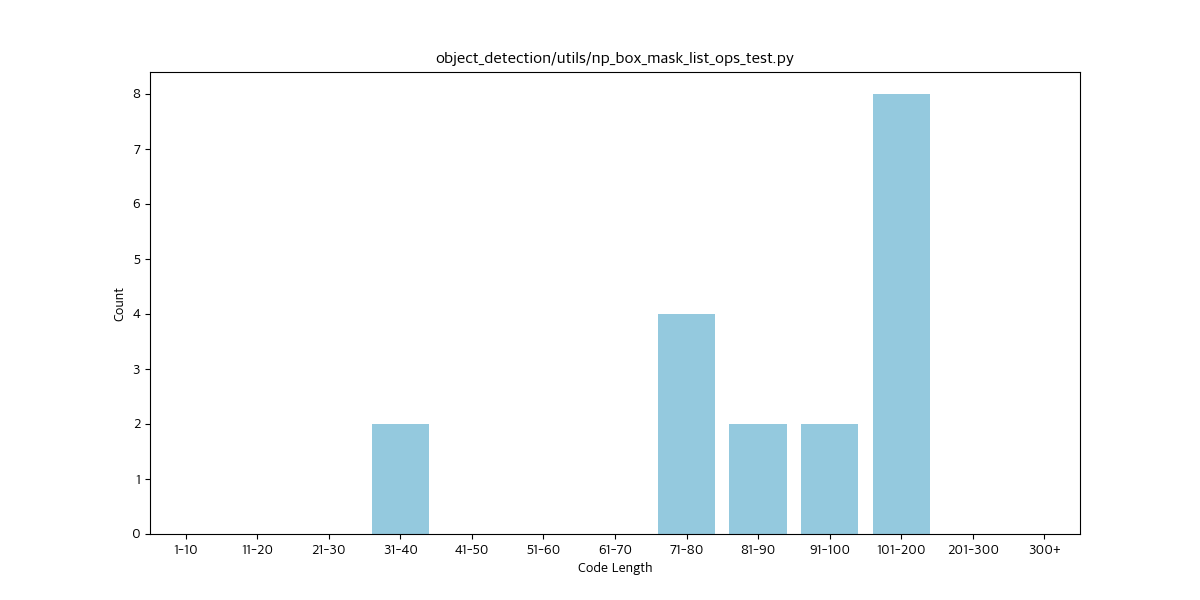 object_detection/utils/np_box_mask_list_ops_test.py
8
7
6
5
4
3
2
1
0
Count
1-10 11-20 21-30 31-40 41-50 51-60 61-70 71-80 81-90 91-100 101-200 201-300 300+
Code Length